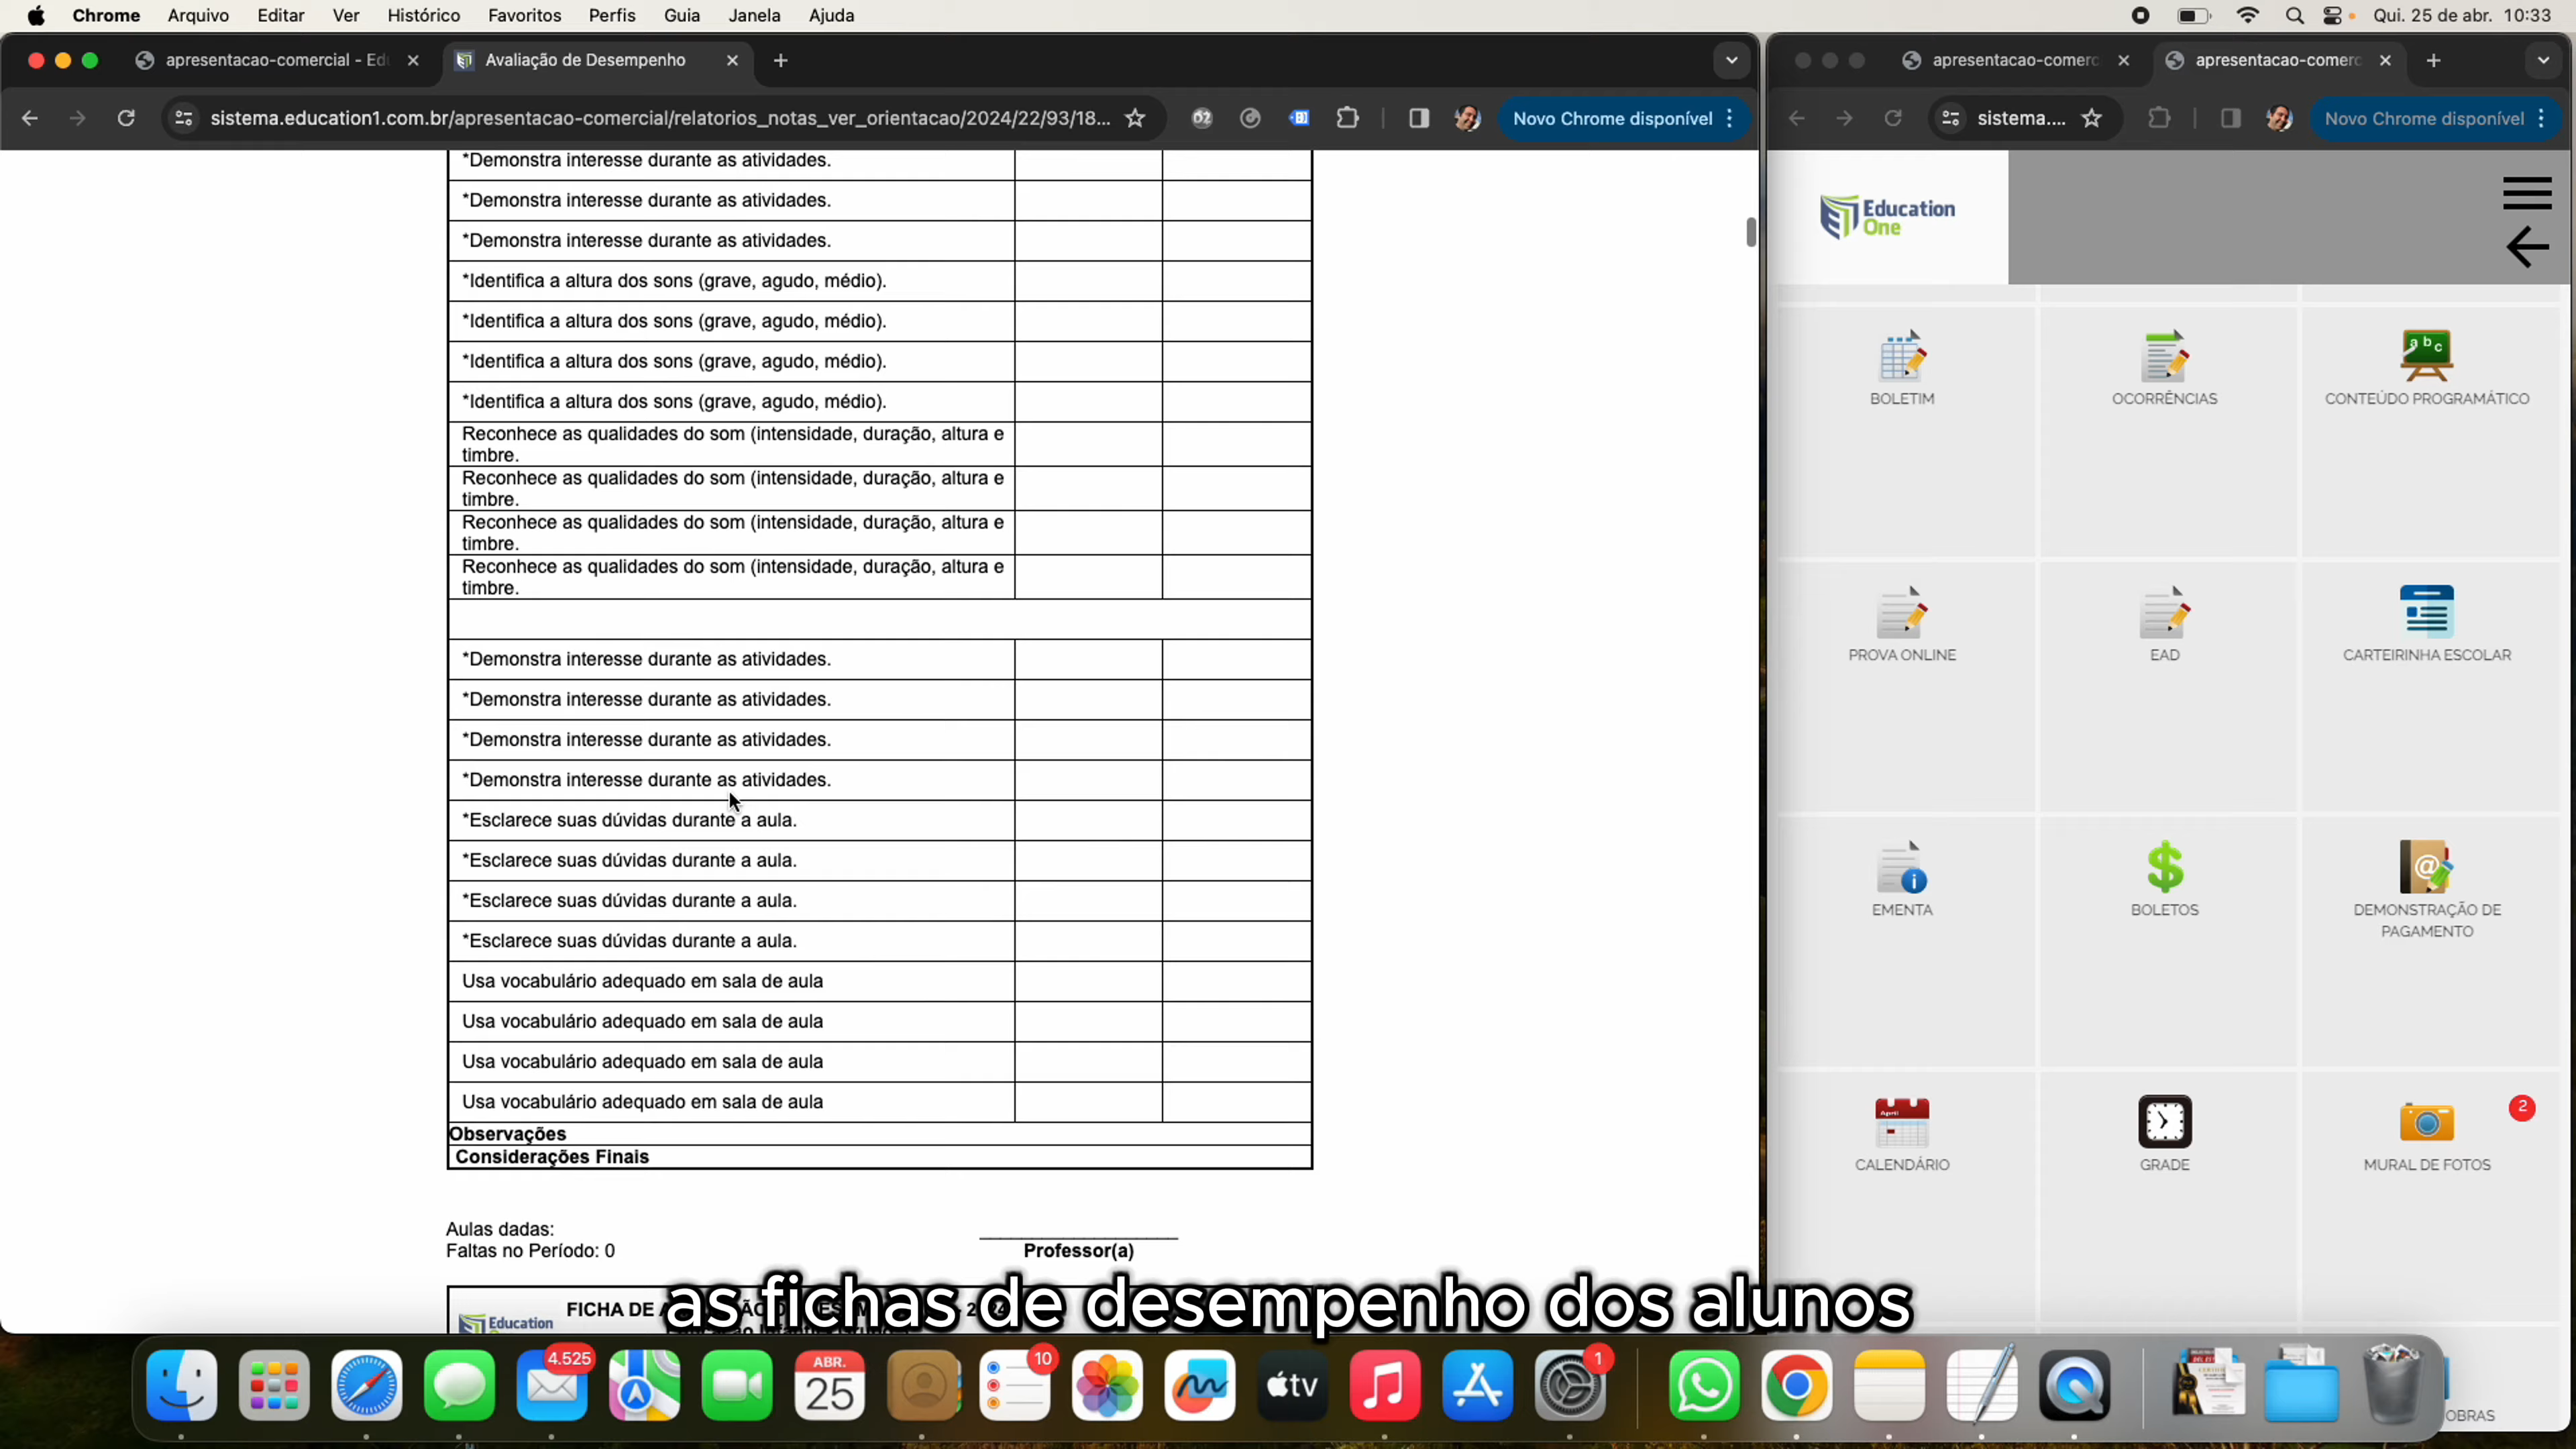 Chrome Arquivo Editar Ver Histórico Favoritos Perfis Guia Janela Ajuda
Qui. 25 de abr. 10:33
apresentacao-comercial - Ed
Avaliação de Desempenho
sistema.education1.com.br/apresentacao-comercial/relatorios_notas_ver_orientacao/2024/22/93/18...
Novo Chrome disponível
*Demonstra interesse durante as atividades.
*Demonstra interesse durante as atividades.
*Demonstra interesse durante as atividades.
*Identifica a altura dos sons (grave, agudo, médio).
*Identifica a altura dos sons (grave, agudo, médio).
*Identifica a altura dos sons (grave, agudo, médio).
*Identifica a altura dos sons (grave, agudo, médio).
Reconhece as qualidades do som (intensidade, duração, altura e
timbre.
Reconhece as qualidades do som (intensidade, duração, altura e
timbre.
Reconhece as qualidades do som (intensidade, duração, altura e
timbre.
Reconhece as qualidades do som (intensidade, duração, altura e
timbre.
*Demonstra interesse durante as atividades.
*Demonstra interesse durante as atividades.
*Demonstra interesse durante as atividades.
*Demonstra interesse durante as atividades.
*Esclarece suas dúvidas durante a aula.
*Esclarece suas dúvidas durante a aula.
*Esclarece suas dúvidas durante a aula.
*Esclarece suas dúvidas durante a aula.
Usa vocabulário adequado em sala de aula
Usa vocabulário adequado em sala de aula
Usa vocabulário adequado em sala de aula
Usa vocabulário adequado em sala de aula
Observações
Considerações Finais
Aulas dadas:
Faltas no Período: 0
Professor(a)
FICHA DE
Education
as fichas de desempenho dos alunos
apresentacao-comerc
apresentacao-comerc
sistema....
Novo Chrome disponível
Education
One
BOLETIM
OCORRÊNCIAS
abc
CONTEÚDO PROGRAMÁTICO
PROVA ONLINE
EAD
CARTEIRINHA ESCOLAR
EMENTA
BOLETOS
DEMONSTRAÇÃO DE
PAGAMENTO
CALENDÁRIO
GRADE
2
MURAL DE FOTOS
OBRAS
4.525
ABR.
25
10
tv
1